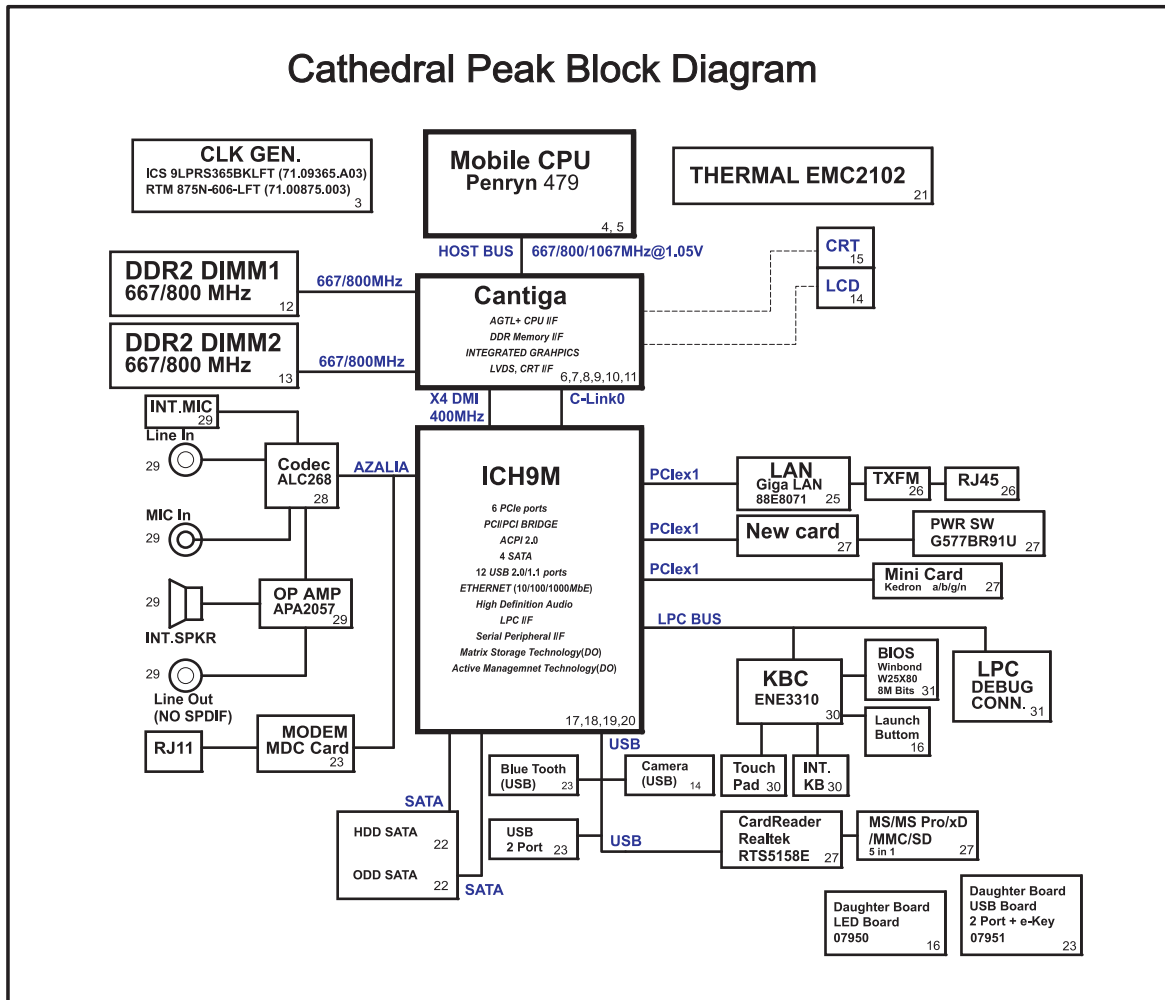 Cathedral Peak Block Diagram
CLK GEN.
ICS 9LPRS365BKLFT (71.09365.A03)
RTM 875N-606-LFT (71.00875.003)
3
Mobile CPU
Penryn 479
4, 5
THERMAL EMC2102
21
HOST BUS
667/800/1067MHz@1.05V
CRT
15
LCD
14
DDR2 DIMM1
667/800 MHz
12
667/800MHz
DDR2 DIMM2
667/800 MHz
13
667/800MHz
Cantiga
AGTL+ CPU I/F
DDR Memory I/F
INTEGRATED GRAHPICS
LVDS, CRT I/F
6,7,8,9,10,11
X4 DMI
400MHz
C-Link0
INT.MIC
29
Line In
29
Codec
ALC268
28
AZALIA
MIC In
29
OP AMP
APA2057
29
29
INT.SPKR
29
Line Out
(NO SPDIF)
RJ11
MODEM
MDC Card
23
ICH9M
6 PCIe ports
PCI/PCI BRIDGE
ACPI 2.0
4 SATA
12 USB 2.0/1.1 ports
ETHERNET (10/100/1000MbE)
High Definition Audio
LPC I/F
Serial Peripheral I/F
Matrix Storage Technology(DO)
Active Managemnet Technology(DO)
17,18,19,20
PCIex1
LAN
Giga LAN
88E8071
25
TXFM
26
RJ45
26
PCIex1
New card
27
PWR SW
G577BR91U
27
PCIex1
Mini Card
Kedron a/b/g/n
27
LPC BUS
KBC
ENE3310
30
BIOS
Winbond
W25X80
8M Bits
31
LPC
DEBUG
CONN.
31
Launch
Buttom
16
Touch
Pad
30
INT.
KB
30
USB
Blue Tooth
(USB)
23
Camera
(USB)
14
SATA
HDD SATA
22
ODD SATA
22
SATA
USB
2 Port
23
USB
CardReader
Realtek
RTS5158E
27
MS/MS Pro/xD
/MMC/SD
5 in 1
27
Daughter Board
LED Board
07950
16
Daughter Board
USB Board
2 Port + e-Key
07951
23